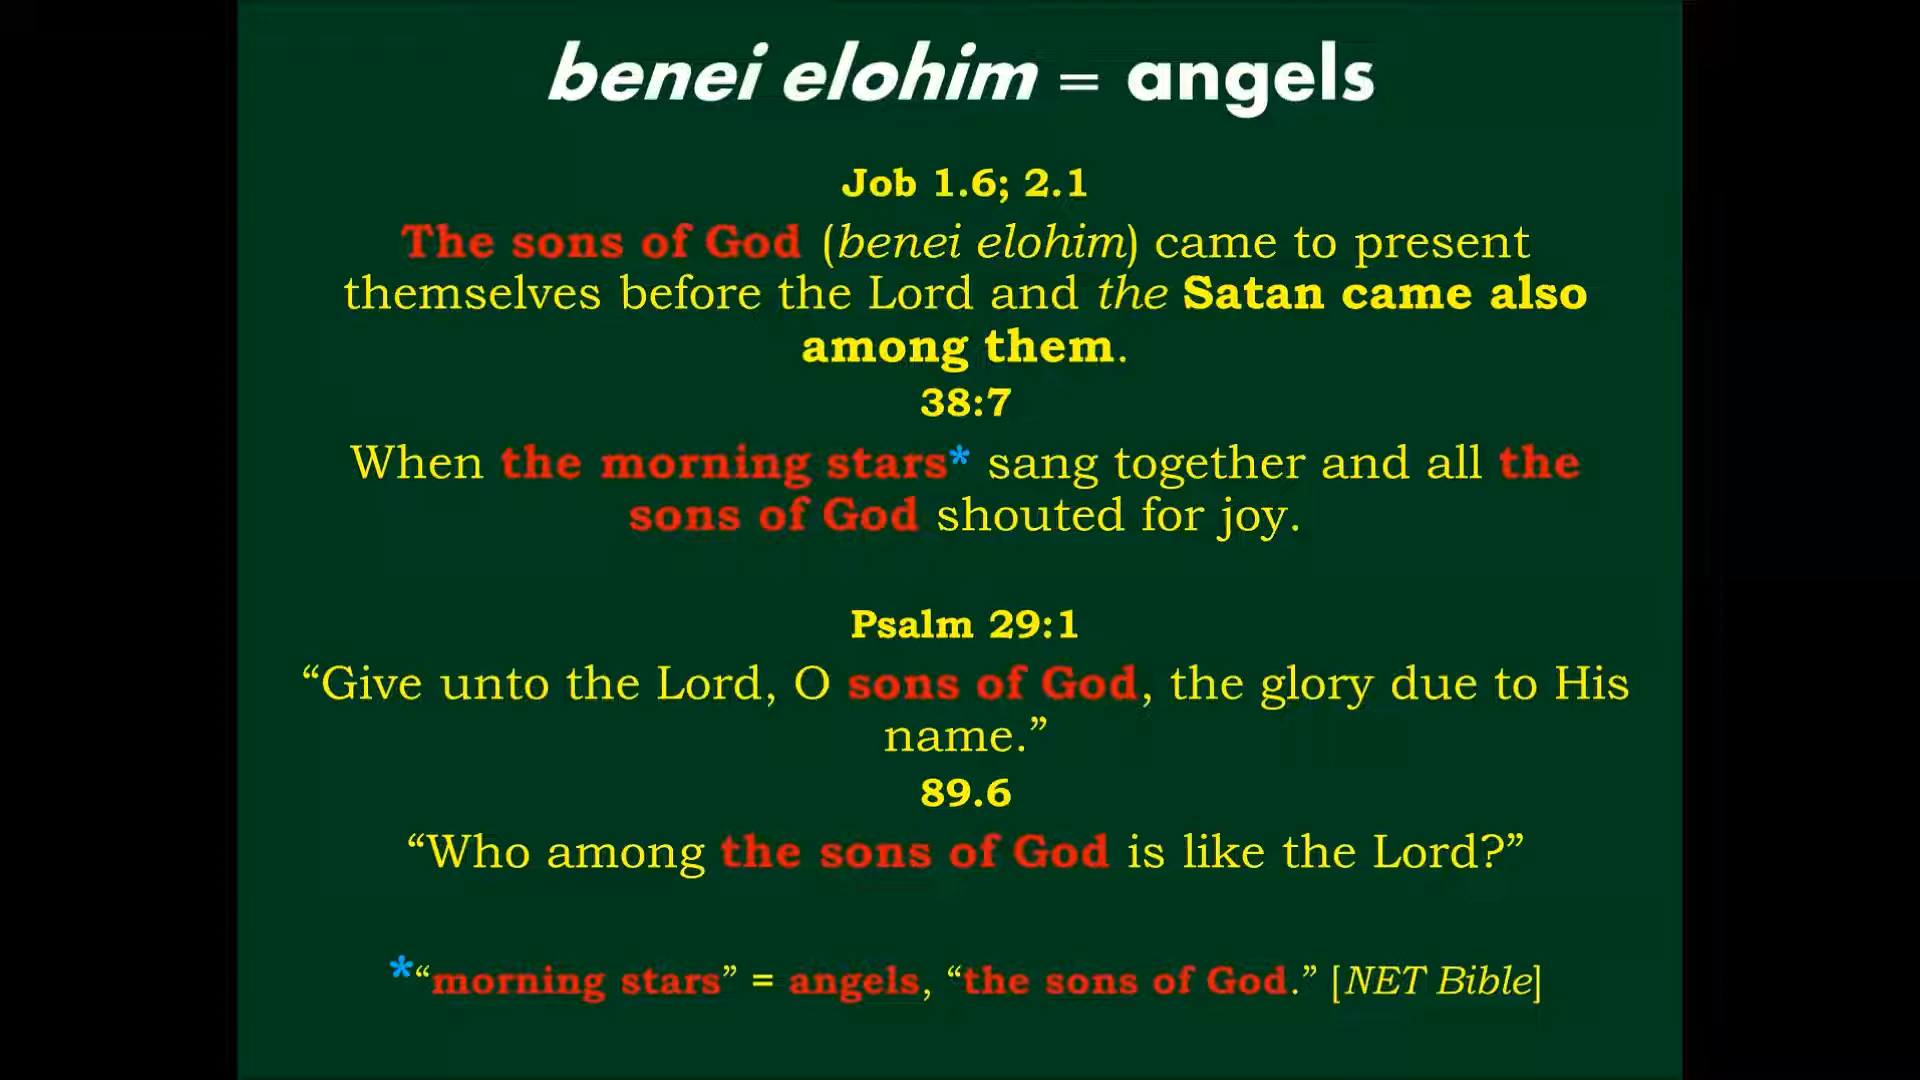 benei elohim = angels
Job 1.6; 2.1
The sons of God (benei elohim) came to present
themselves before the Lord and the Satan came also
among them.
38:7
When the morning stars* sang together and all the
sons of God shouted for joy.
Psalm 29:1
“Give unto the Lord, O sons of God, the glory due to His
name.”
89.6
“Who among the sons of God is like the Lord?”
*“morning stars” = angels, “the sons of God.” [NET Bible]